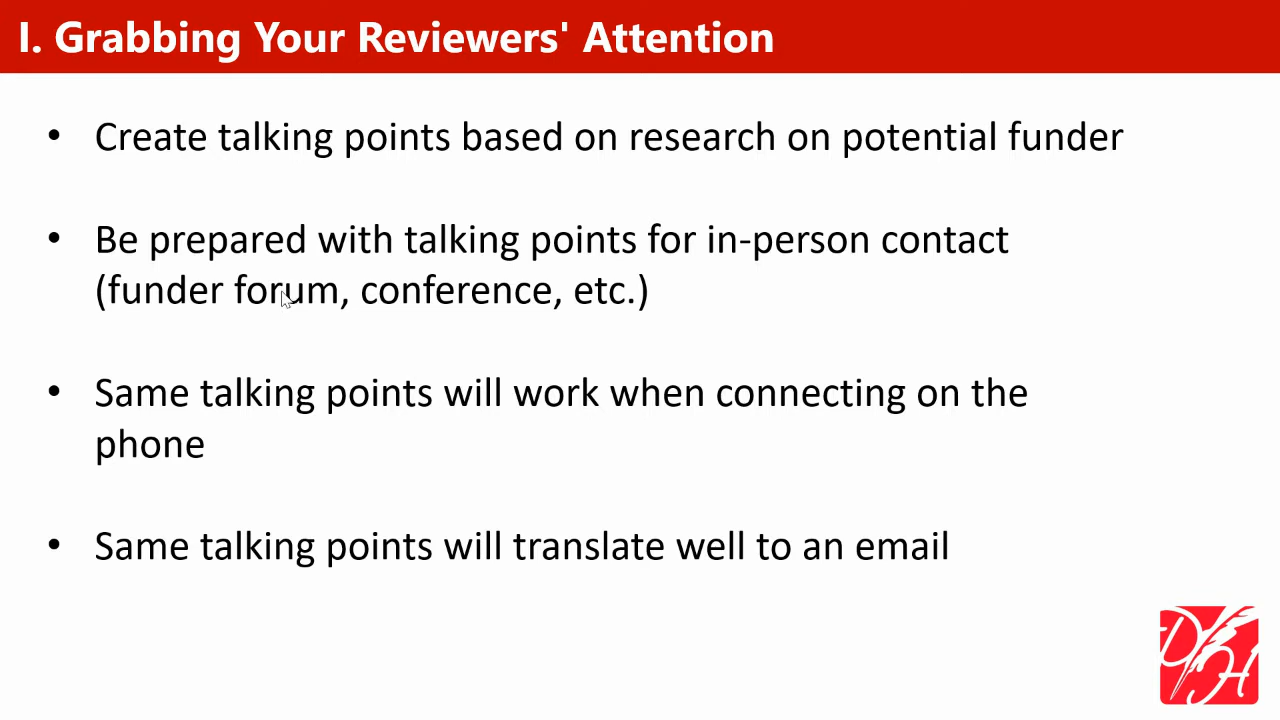 I. Grabbing Your Reviewers' Attention
• Create talking points based on research on potential funder
• Be prepared with talking points for in-person contact
(funder forum, conference, etc.)
• Same talking points will work when connecting on the
phone
• Same talking points will translate well to an email
DH